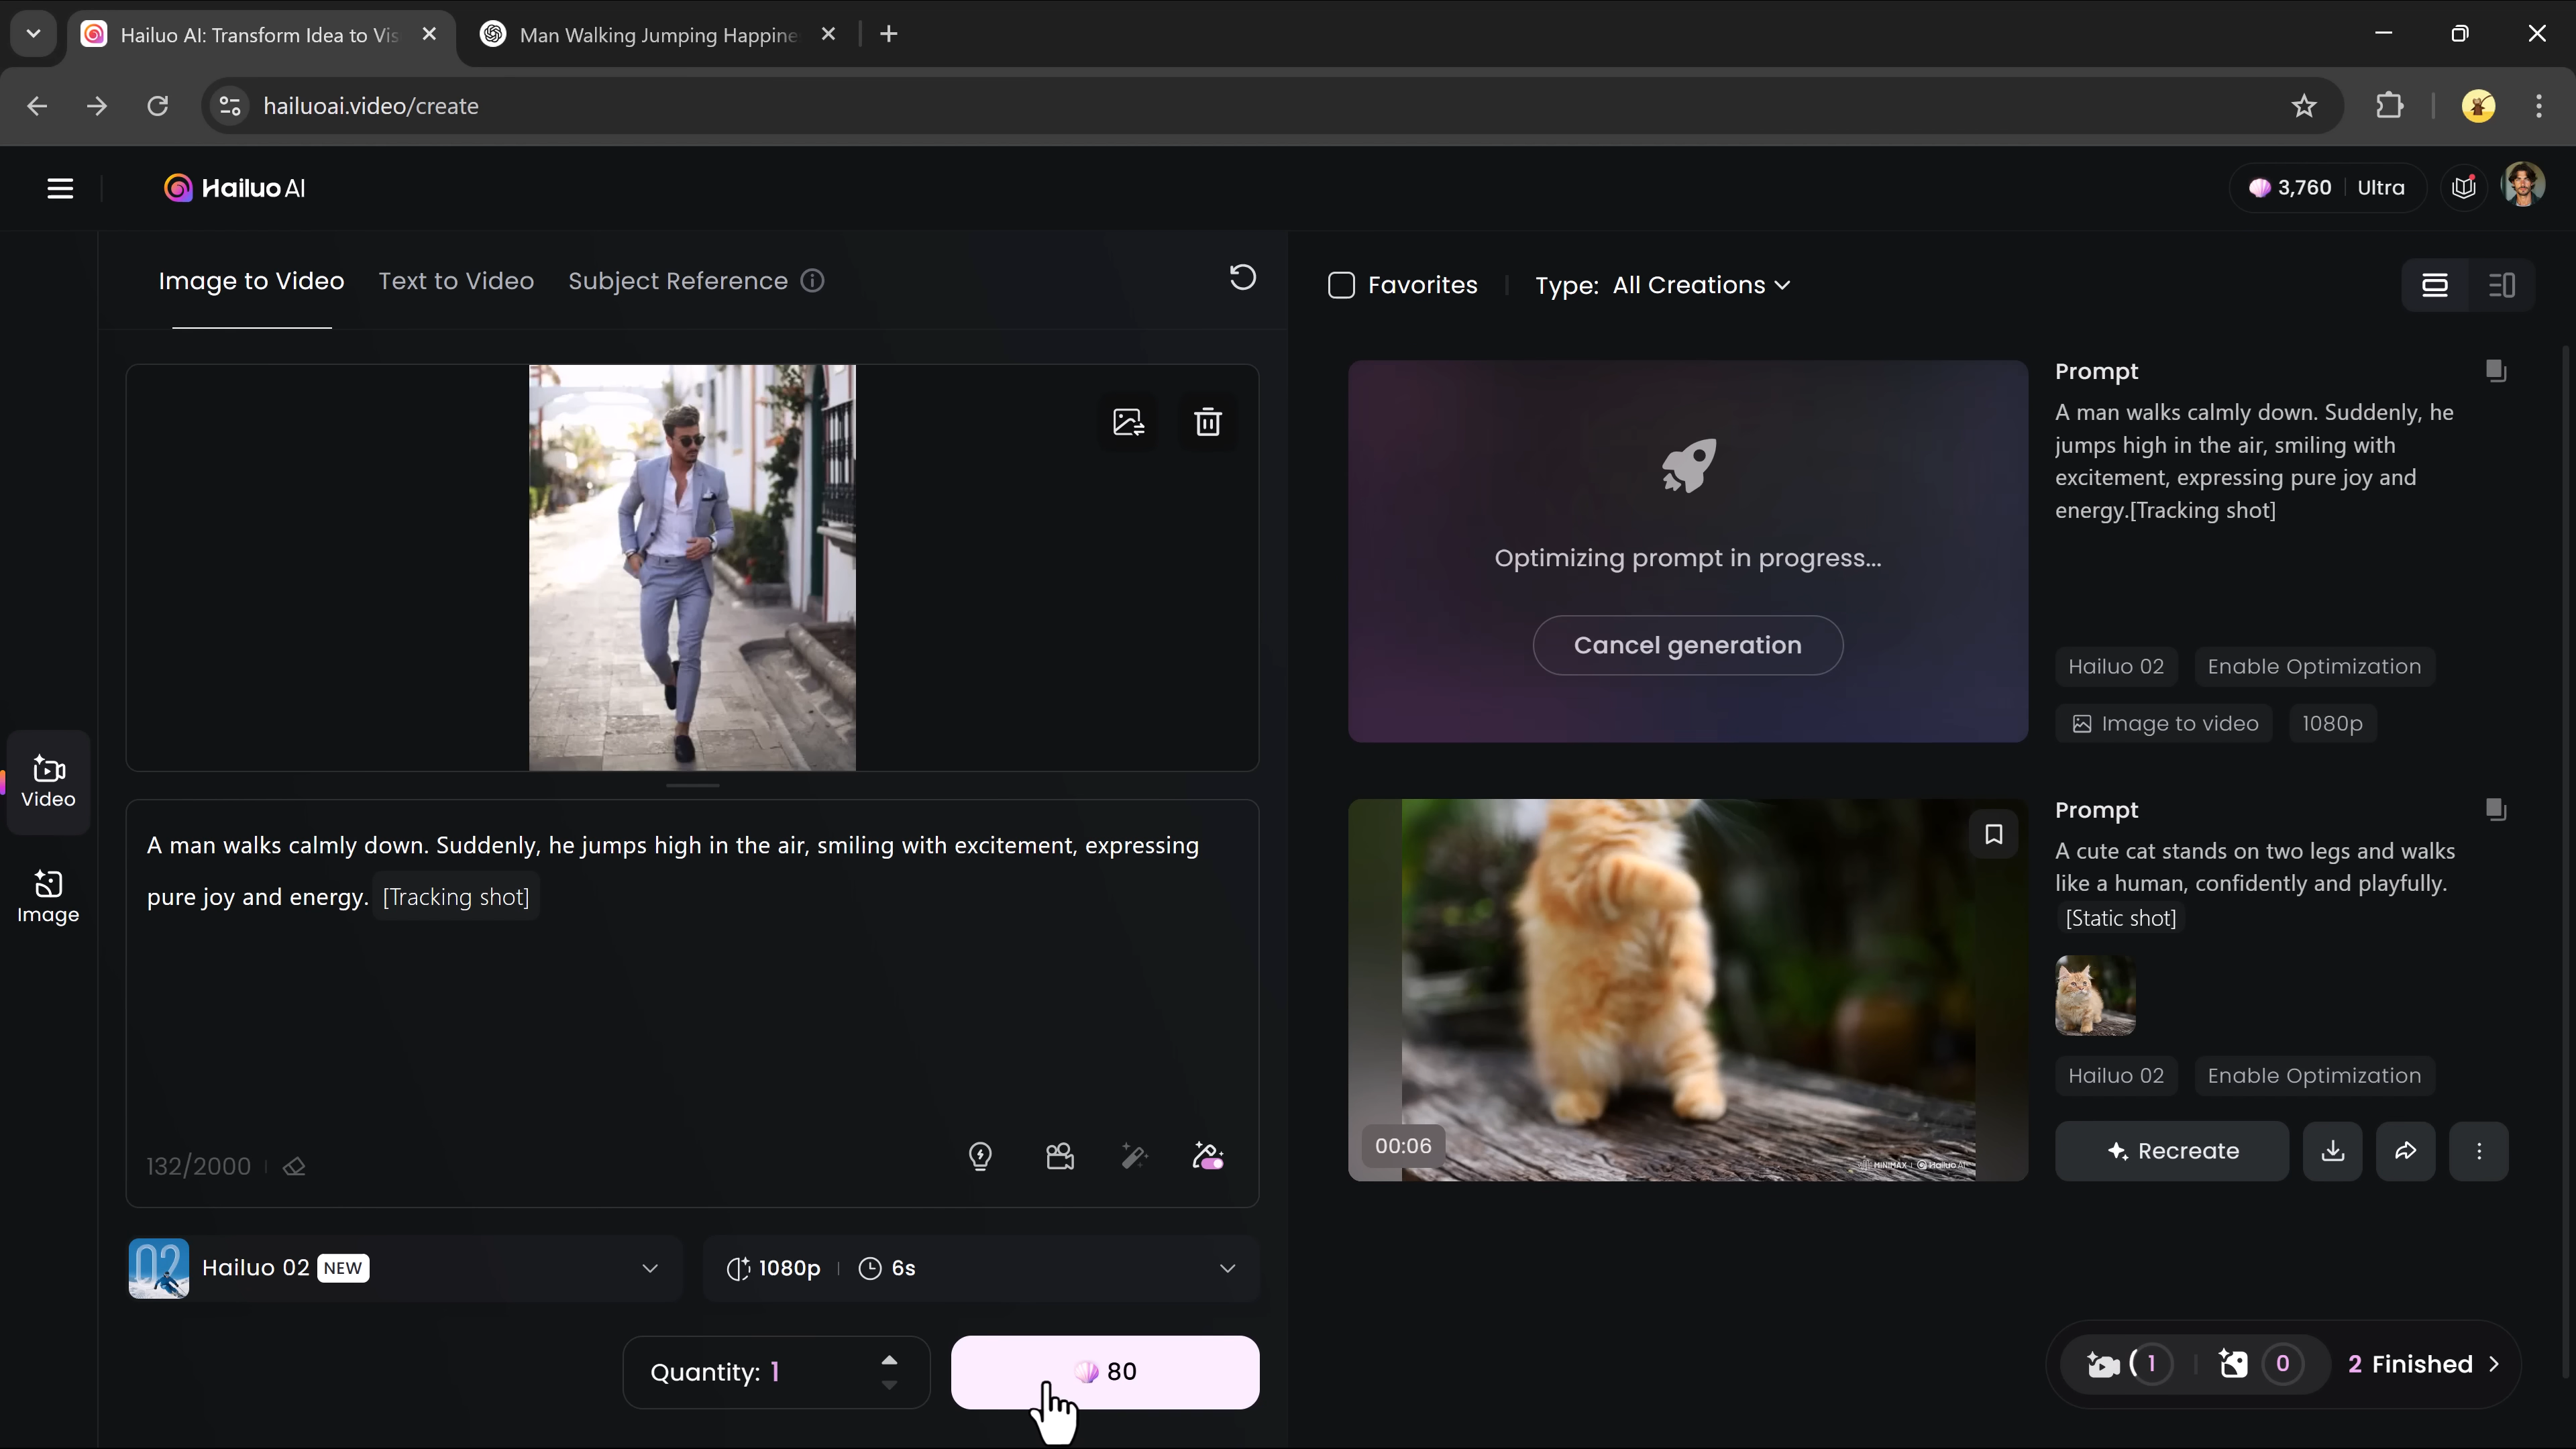 Hailuo AI: Transform Idea to Vis
Man Walking Jumping Happine
hailuoai.video/create
Hailuo AI
3,760
Ultra
Image to Video
Text to Video
Subject Reference
Favorites
Type: All Creations
Video
Image
A man walks calmly down. Suddenly, he jumps high in the air, smiling with excitement, expressing
pure joy and energy. [Tracking shot]
132/2000
02
Hailuo 02 NEW
1080p
6s
Quantity: 1
80
Optimizing prompt in progress...
Cancel generation
Prompt
A man walks calmly down. Suddenly, he
jumps high in the air, smiling with
excitement, expressing pure joy and
energy.[Tracking shot]
Hailuo 02
Enable Optimization
Image to video
1080p
00:06
MINIMAX | Hailuo AI
Prompt
A cute cat stands on two legs and walks
like a human, confidently and playfully.
[Static shot]
Hailuo 02
Enable Optimization
Recreate
1
0
2 Finished